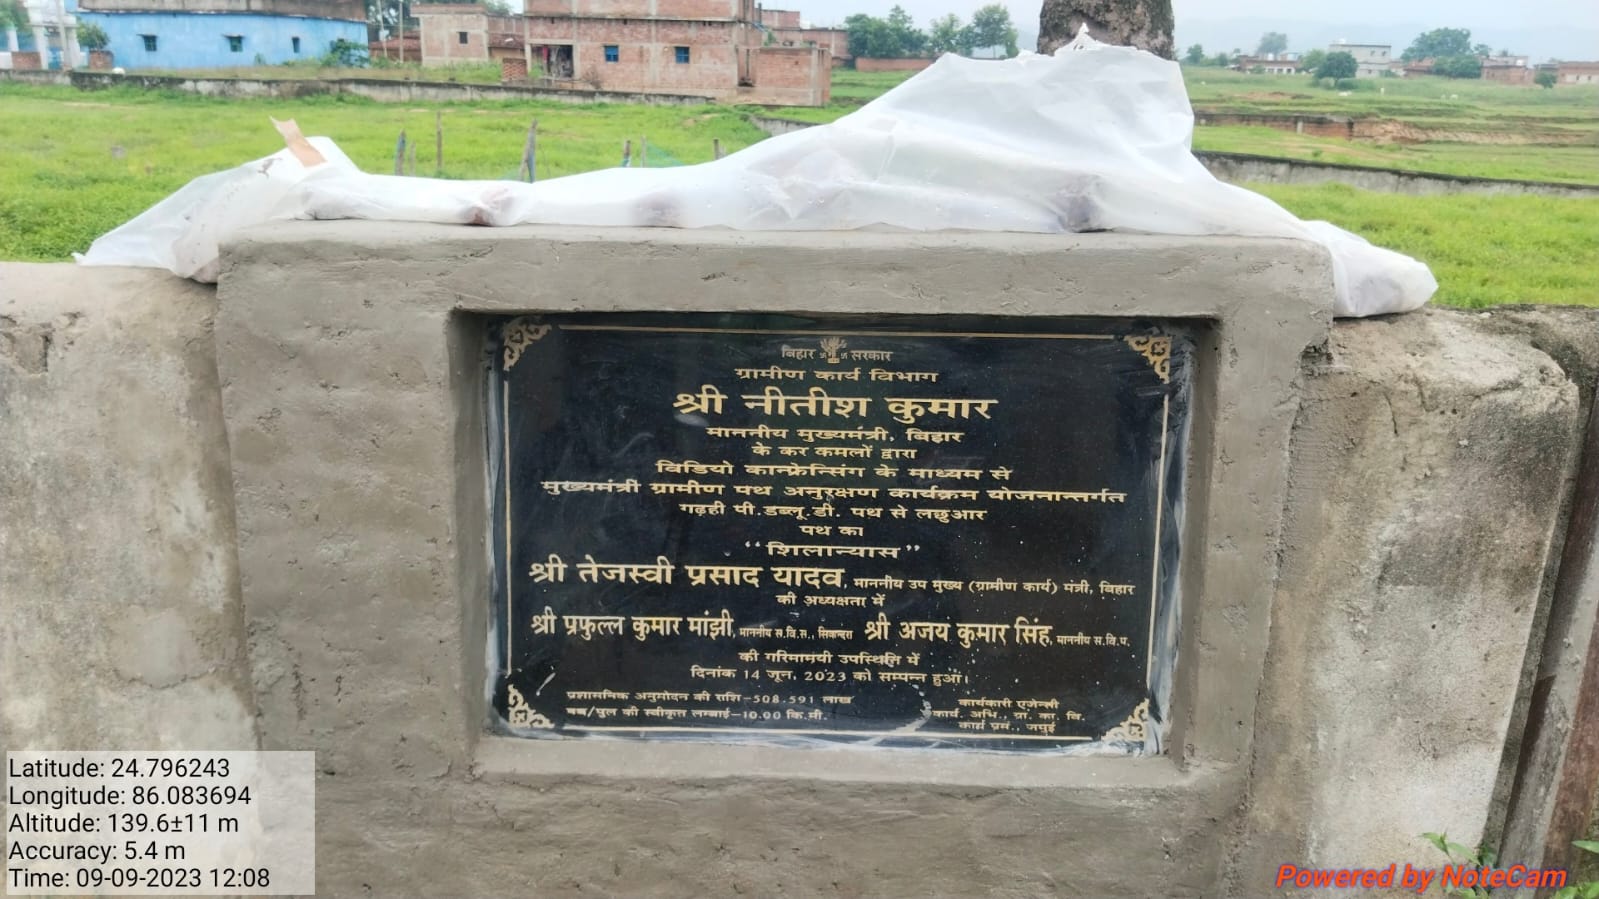 बिहार सरकार
ग्रामीण कार्य विभाग
श्री नीतीश कुमार
माननीय मुख्यमंत्री, बिहार
के कर कमलों द्वारा
विडियो कान्फ्रेन्सिंग के माध्यम से
मुख्यमंत्री ग्रामीण पथ अनुरक्षण कार्यक्रम योजनान्तर्गत
गढ़ही पी.डब्लू.डी. पथ से लछुआर
पथ का
“शिलान्यास”
श्री तेजस्वी प्रसाद यादव, माननीय उप मुख्य (ग्रामीण कार्य) मंत्री, बिहार
की अध्यक्षता में
श्री प्रफुल्ल कुमार मांझी, माननीय स.वि.स., सिकन्दरा श्री अजय कुमार सिंह, माननीय स.वि.प.
की गरिमामयी उपस्थिति में
दिनांक 14 जून, 2023 को सम्पन्न हुआ।
प्रशासनिक अनुमोदन की राशि-508.591 लाख
पथ/पुल की स्वीकृत लम्बाई-10.00 कि.मी.
कार्यकारी एजेन्सी
कार्य. अभि., ग्रा. का. वि.
कार्य प्रम., जमुई
Latitude: 24.796243
Longitude: 86.083694
Altitude: 139.6±11 m
Accuracy: 5.4 m
Time: 09-09-2023 12:08
Powered by NoteCam